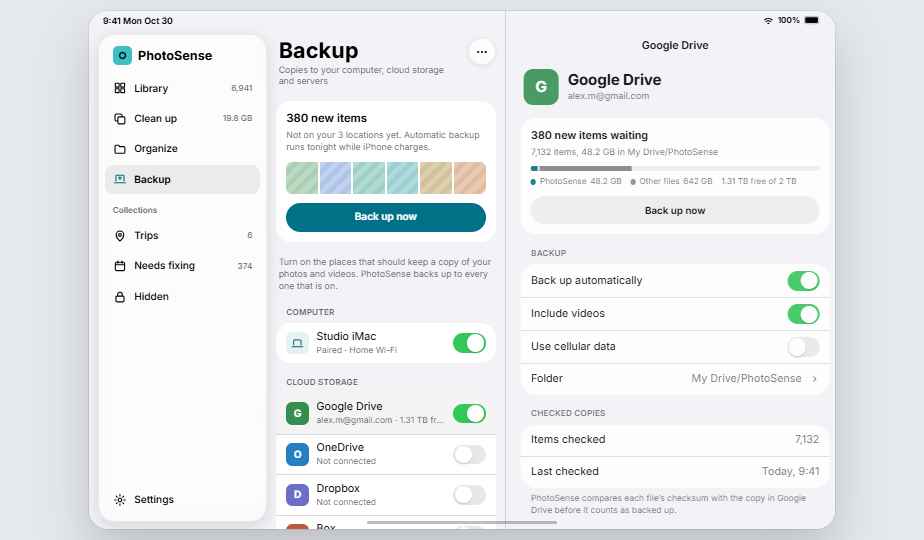 9:41 Mon Oct 30
100%
PhotoSense
Library 6,941
Clean up 19.8 GB
Organize
Backup
Collections
Trips 6
Needs fixing 374
Hidden
Settings
Backup
Copies to your computer, cloud storage
and servers
380 new items
Not on your 3 locations yet. Automatic backup
runs tonight while iPhone charges.
Back up now
Turn on the places that should keep a copy of your
photos and videos. PhotoSense backs up to every
one that is on.
COMPUTER
Studio iMac
Paired · Home Wi-Fi
CLOUD STORAGE
G
Google Drive
alex.m@gmail.com · 1.31 TB fr…
O
OneDrive
Not connected
D
Dropbox
Not connected
Box
Google Drive
G
Google Drive
alex.m@gmail.com
380 new items waiting
7,132 items, 48.2 GB in My Drive/PhotoSense
PhotoSense 48.2 GB Other files 642 GB 1.31 TB free of 2 TB
Back up now
BACKUP
Back up automatically
Include videos
Use cellular data
Folder My Drive/PhotoSense
CHECKED COPIES
Items checked 7,132
Last checked Today, 9:41
PhotoSense compares each file's checksum with the copy in Google
Drive before it counts as backed up.